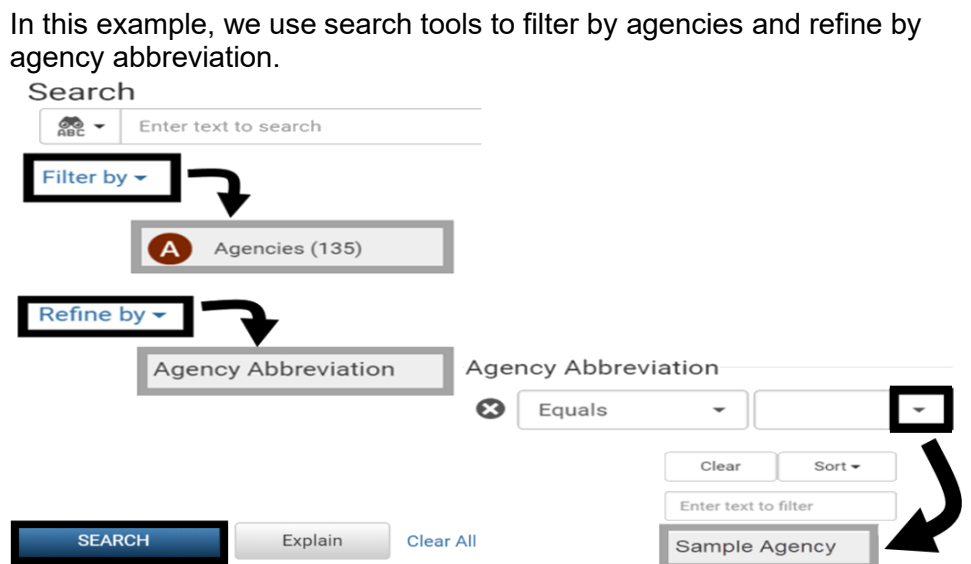 In this example, we use search tools to filter by agencies and refine by
agency abbreviation.
Search
ABC Enter text to search
Filter by
A Agencies (135)
Refine by
Agency Abbreviation
Agency Abbreviation
Equals
Clear Sort
Enter text to filter
Sample Agency
SEARCH Explain Clear All